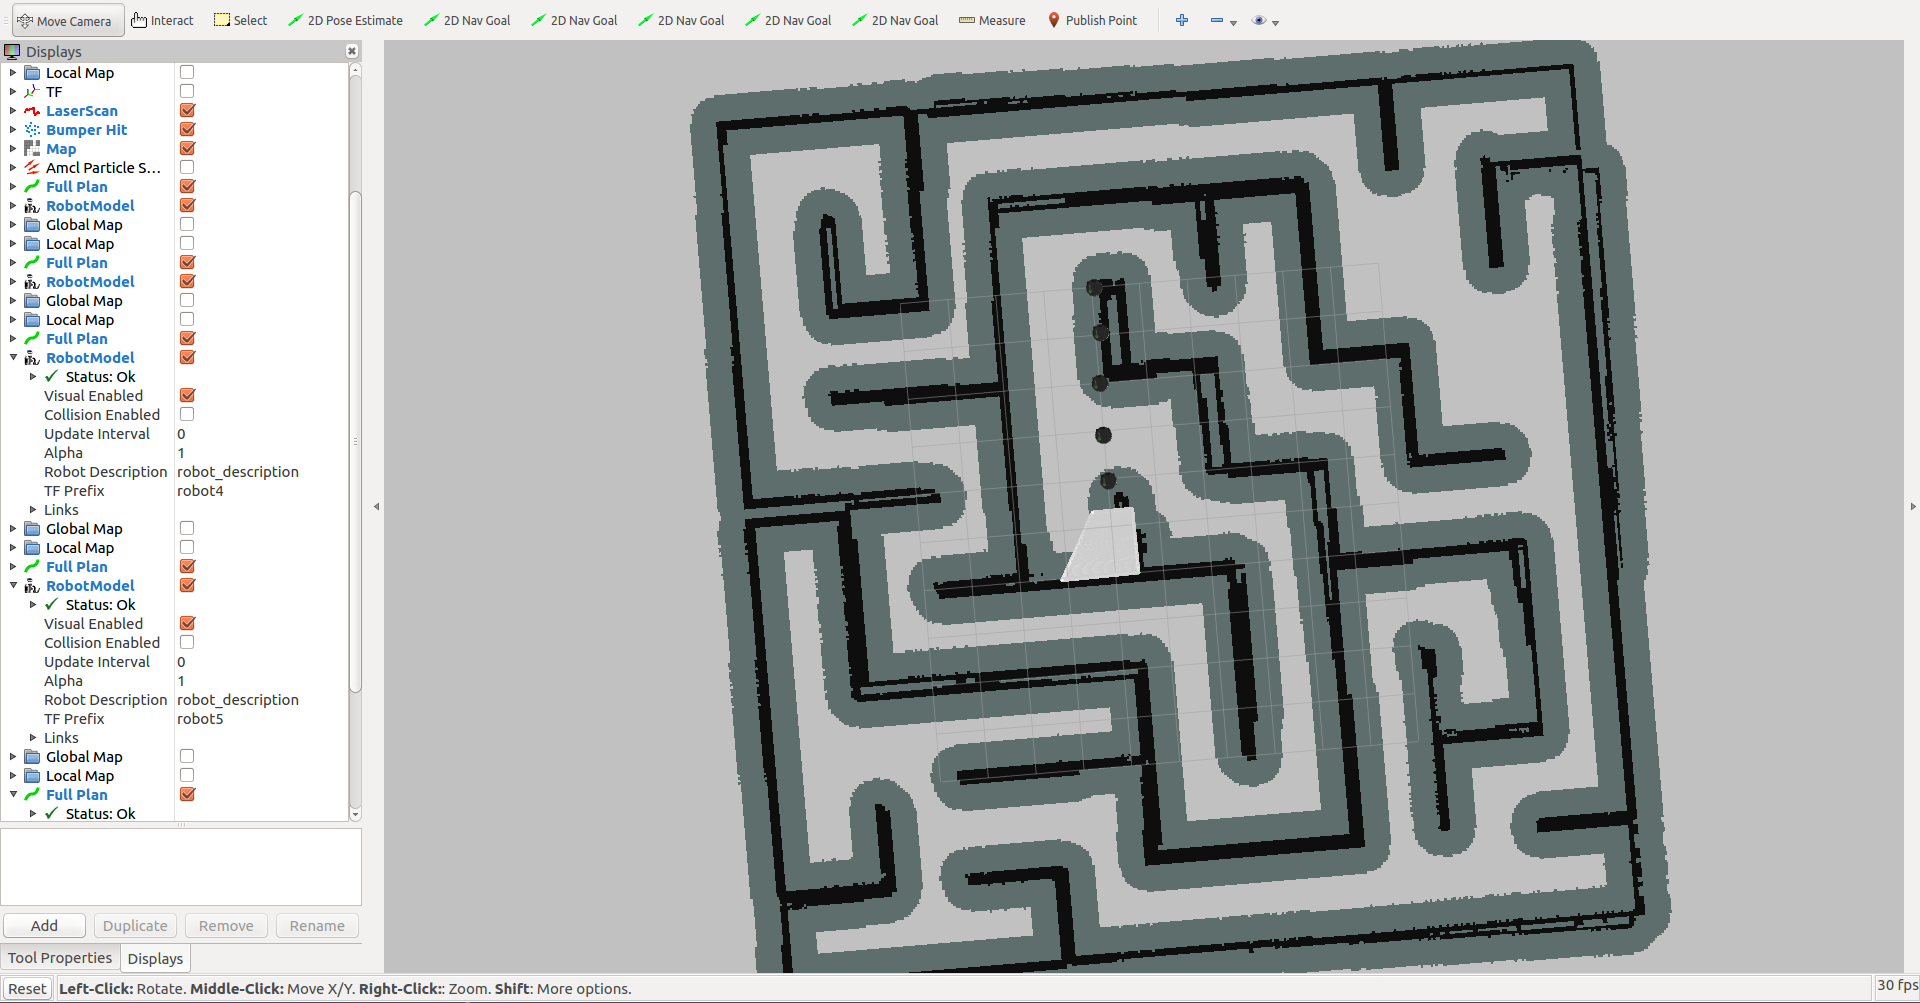 Move Camera Interact Select 2D Pose Estimate 2D Nav Goal 2D Nav Goal 2D Nav Goal 2D Nav Goal 2D Nav Goal Measure Publish Point
Displays
Local Map
TF
LaserScan
Bumper Hit
Map
Amcl Particle S...
Full Plan
RobotModel
Global Map
Local Map
Full Plan
RobotModel
Global Map
Local Map
Full Plan
RobotModel
Status: Ok
Visual Enabled
Collision Enabled
Update Interval 0
Alpha 1
Robot Description robot_description
TF Prefix robot4
Links
Global Map
Local Map
Full Plan
RobotModel
Status: Ok
Visual Enabled
Collision Enabled
Update Interval 0
Alpha 1
Robot Description robot_description
TF Prefix robot5
Links
Global Map
Local Map
Full Plan
Status: Ok
Add Duplicate Remove Rename
Tool Properties Displays
Reset Left-Click: Rotate. Middle-Click: Move X/Y. Right-Click:: Zoom. Shift: More options. 30 fps